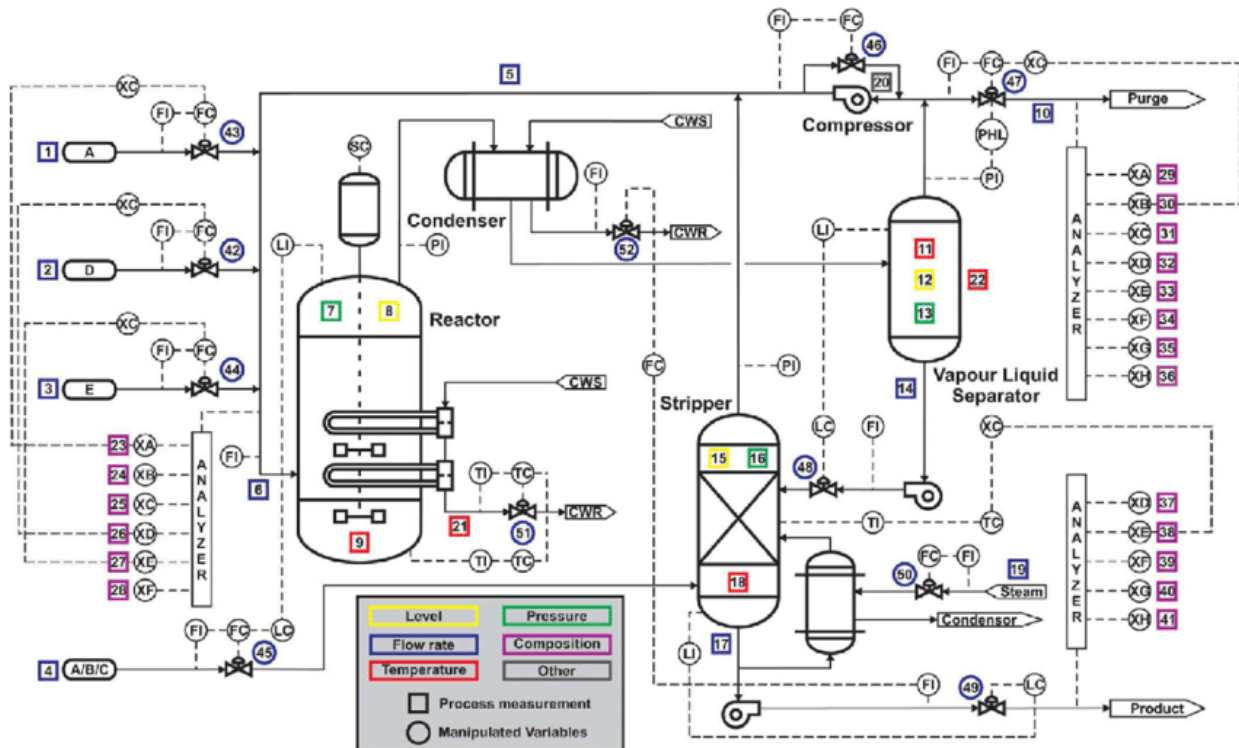 FI FC 46
5
20
Compressor
FI FC XC
47
10
Purge
PHL
PI
XC
FI FC 43
1 A
XC
FI FC 42
2 D
XC
FI FC 44
3 E
SC
CWS
Condenser
FI
52
CWR
LI
PI
7 8
Reactor
CWS
9
TI TC
21
51
CWR
TI TC
FI
6
23 XA
24 XB
25 XC
26 XD
27 XE
28 XF
ANALYZER
FI FC LC
45
4 A/B/C
LI
11
12
13
22
Vapour Liquid
Separator
14
XA 29
XB 30
XC 31
XD 32
XE 33
XF 34
XG 35
XH 36
ANALYZER
FC
PI
Stripper
15 16
LC
48
FI
XC
TI
TC
18
17
LI
50
FC FI
19
Steam
Condensor
XD 37
XE 38
XF 39
XG 40
XH 41
ANALYZER
FI
49
LC
Product
Level
Pressure
Flow rate
Composition
Temperature
Other
Process measurement
Manipulated Variables